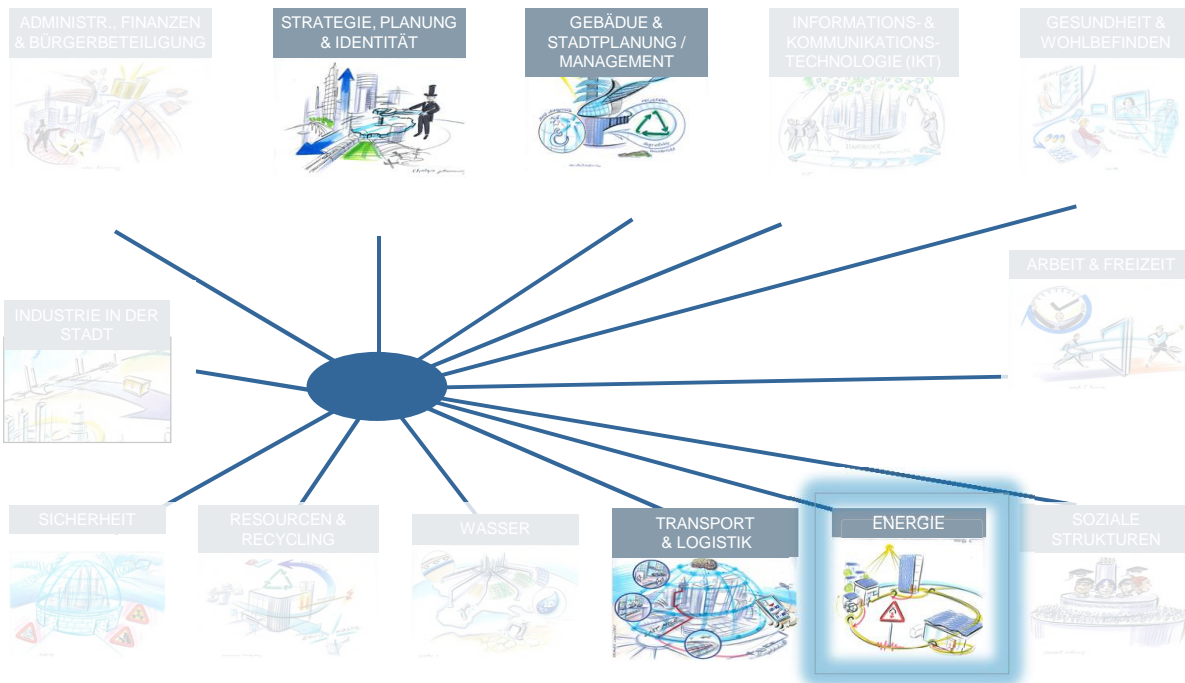 ADMINISTR., FINANZEN
& BÜRGERBETEILIGUNG
STRATEGIE, PLANUNG
& IDENTITÄT
GEBÄDUE &
STADTPLANUNG /
MANAGEMENT
INFORMATIONS- &
KOMMUNIKATIONS-
TECHNOLOGIE (IKT)
GESUNDHEIT &
WOHLBEFINDEN
ARBEIT & FREIZEIT
INDUSTRIE IN DER
STADT
SICHERHEIT
RESOURCEN &
RECYCLING
WASSER
TRANSPORT
& LOGISTIK
ENERGIE
SOZIALE
STRUKTUREN